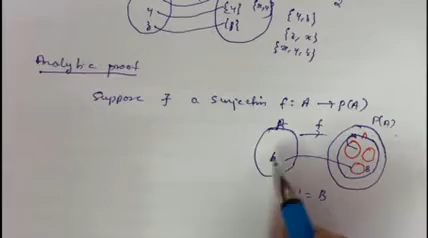 y {y} {x,y} {y,z}
z {z} {z,x}
{x,y,z}
Analytic proof
Suppose ∃ a surjection f: A → P(A)
A f P(A)
A
b B
= B